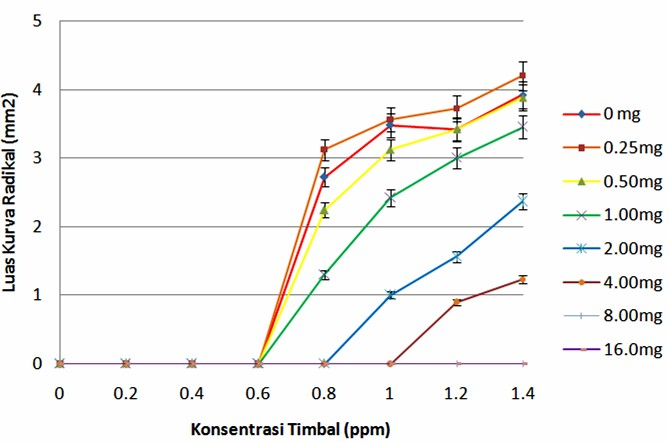 5
4
3
2
1
0
Luas Kurva Radikal (mm2)
0 0.2 0.4 0.6 0.8 1 1.2 1.4
Konsentrasi Timbal (ppm)
0 mg
0.25mg
0.50mg
1.00mg
2.00mg
4.00mg
8.00mg
16.0mg